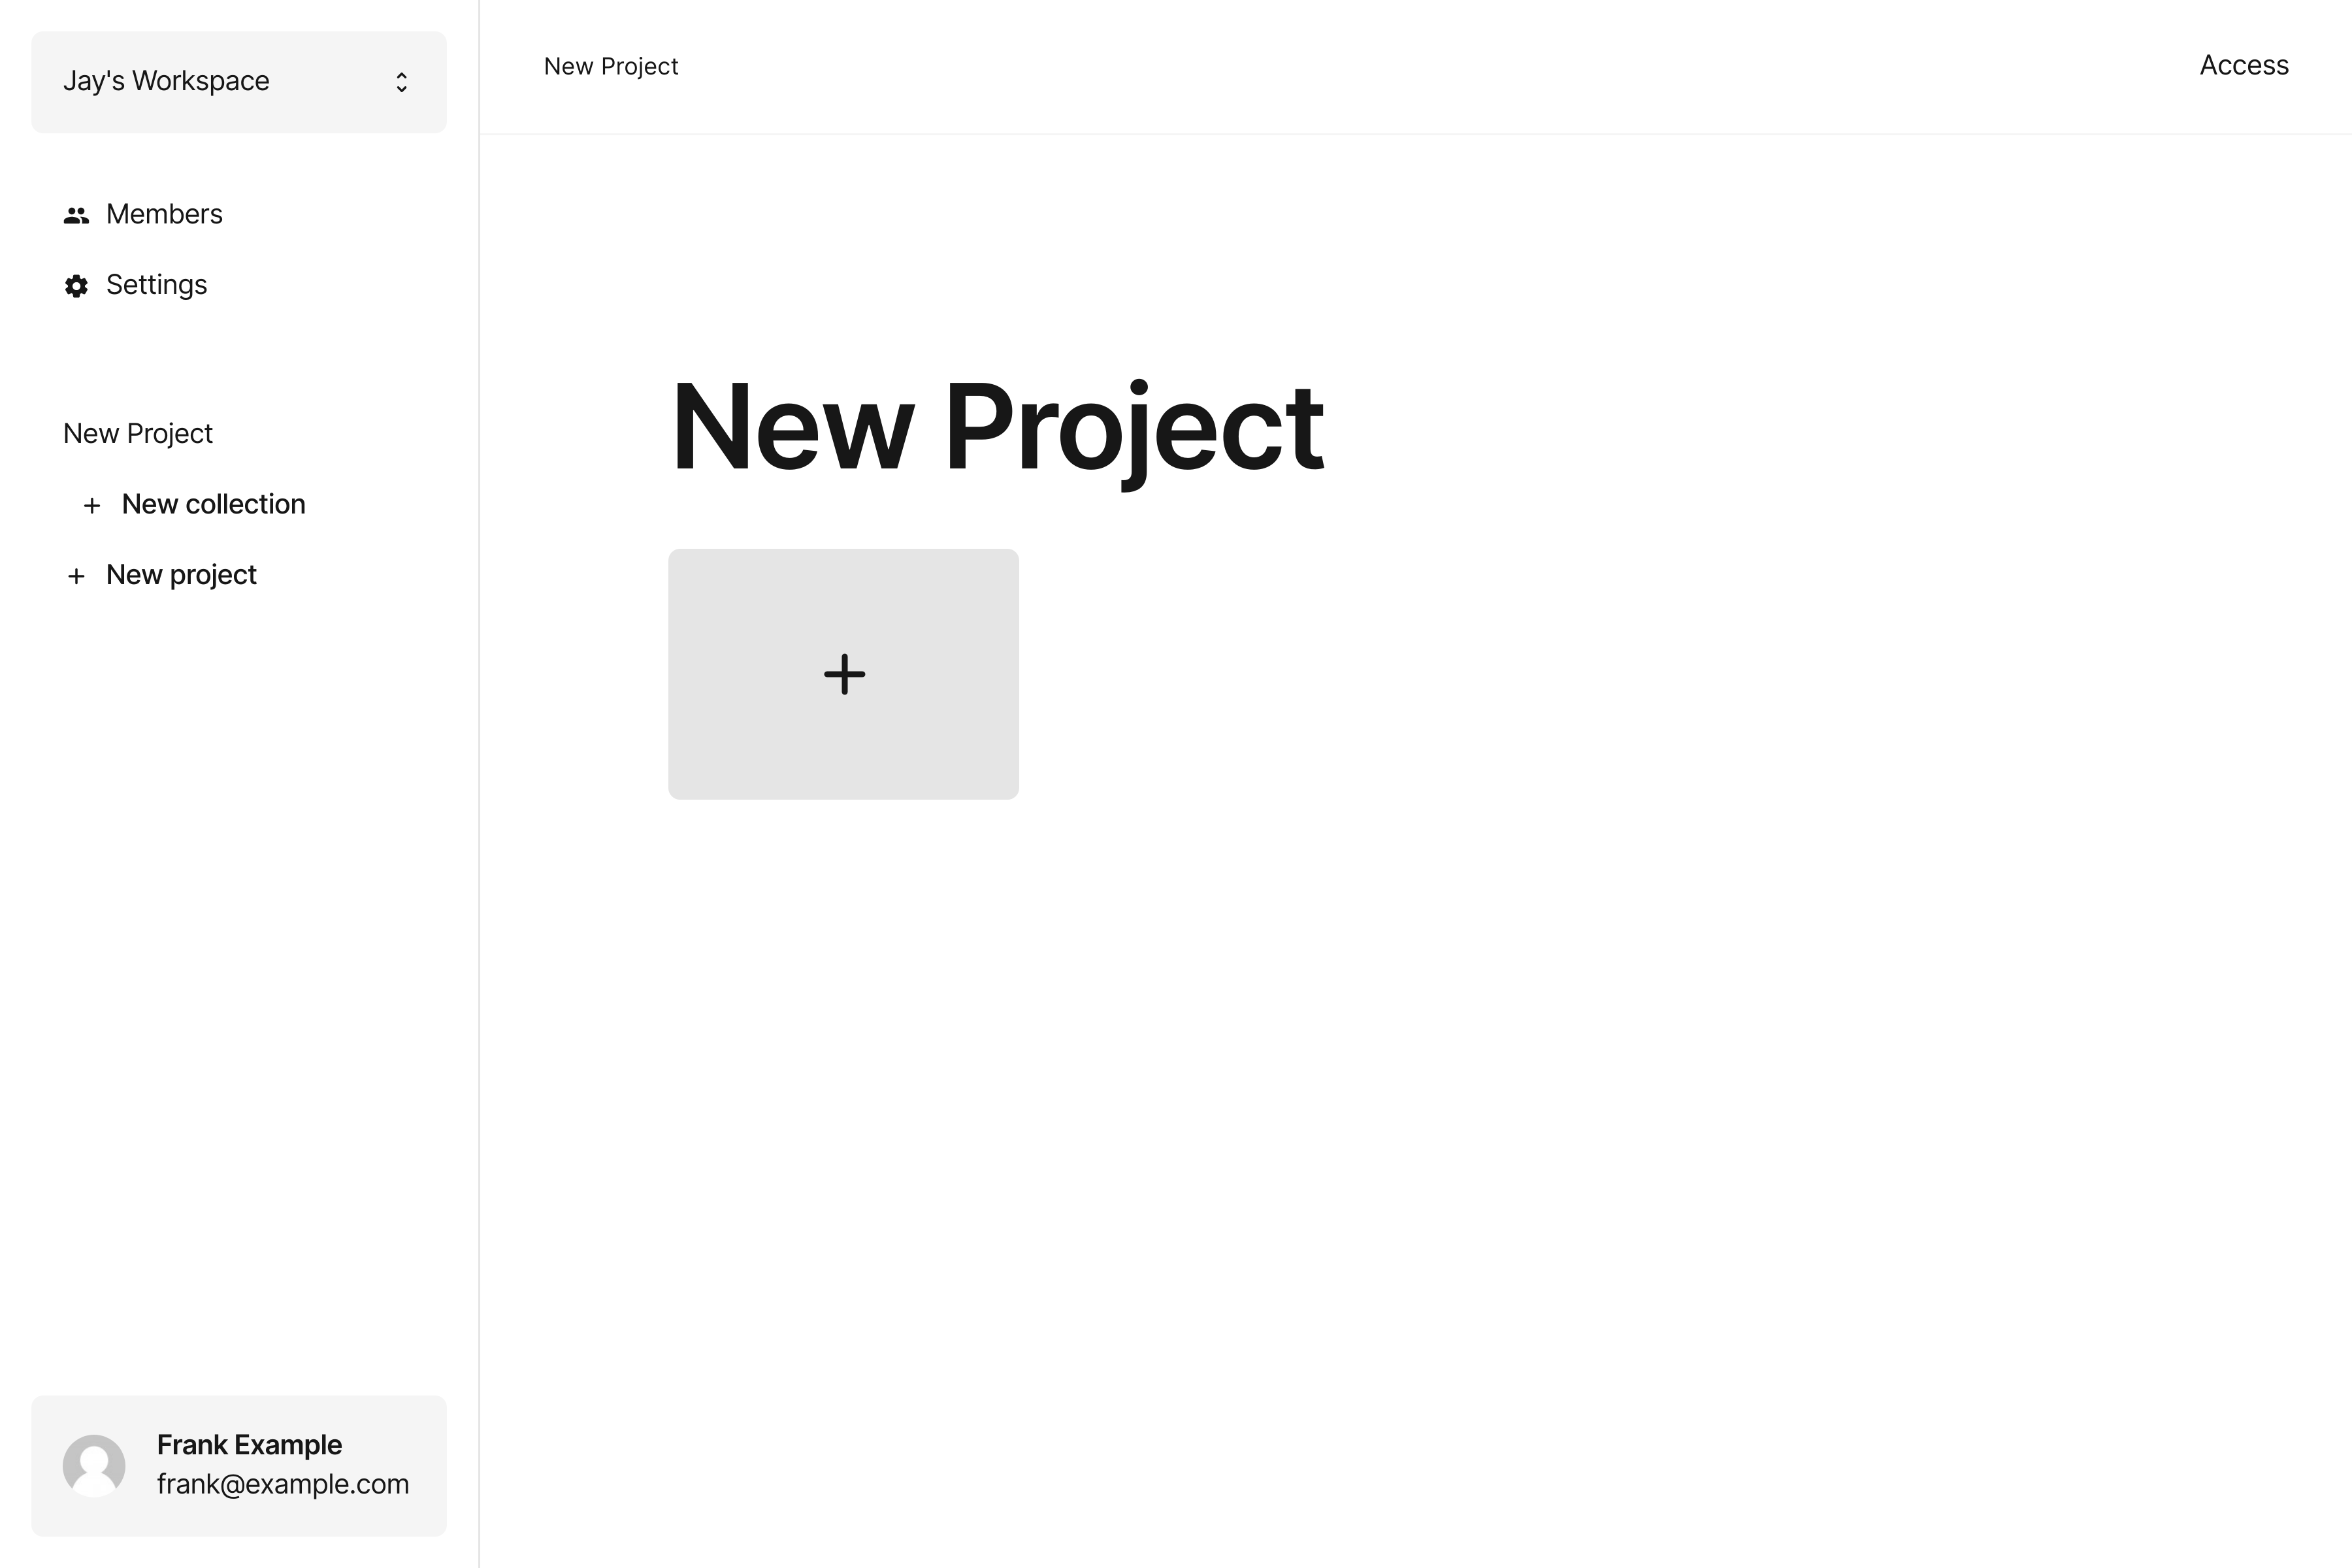 Jay's Workspace
Members
Settings
New Project
New collection
New project
Frank Example
frank@example.com
New Project
Access
New Project